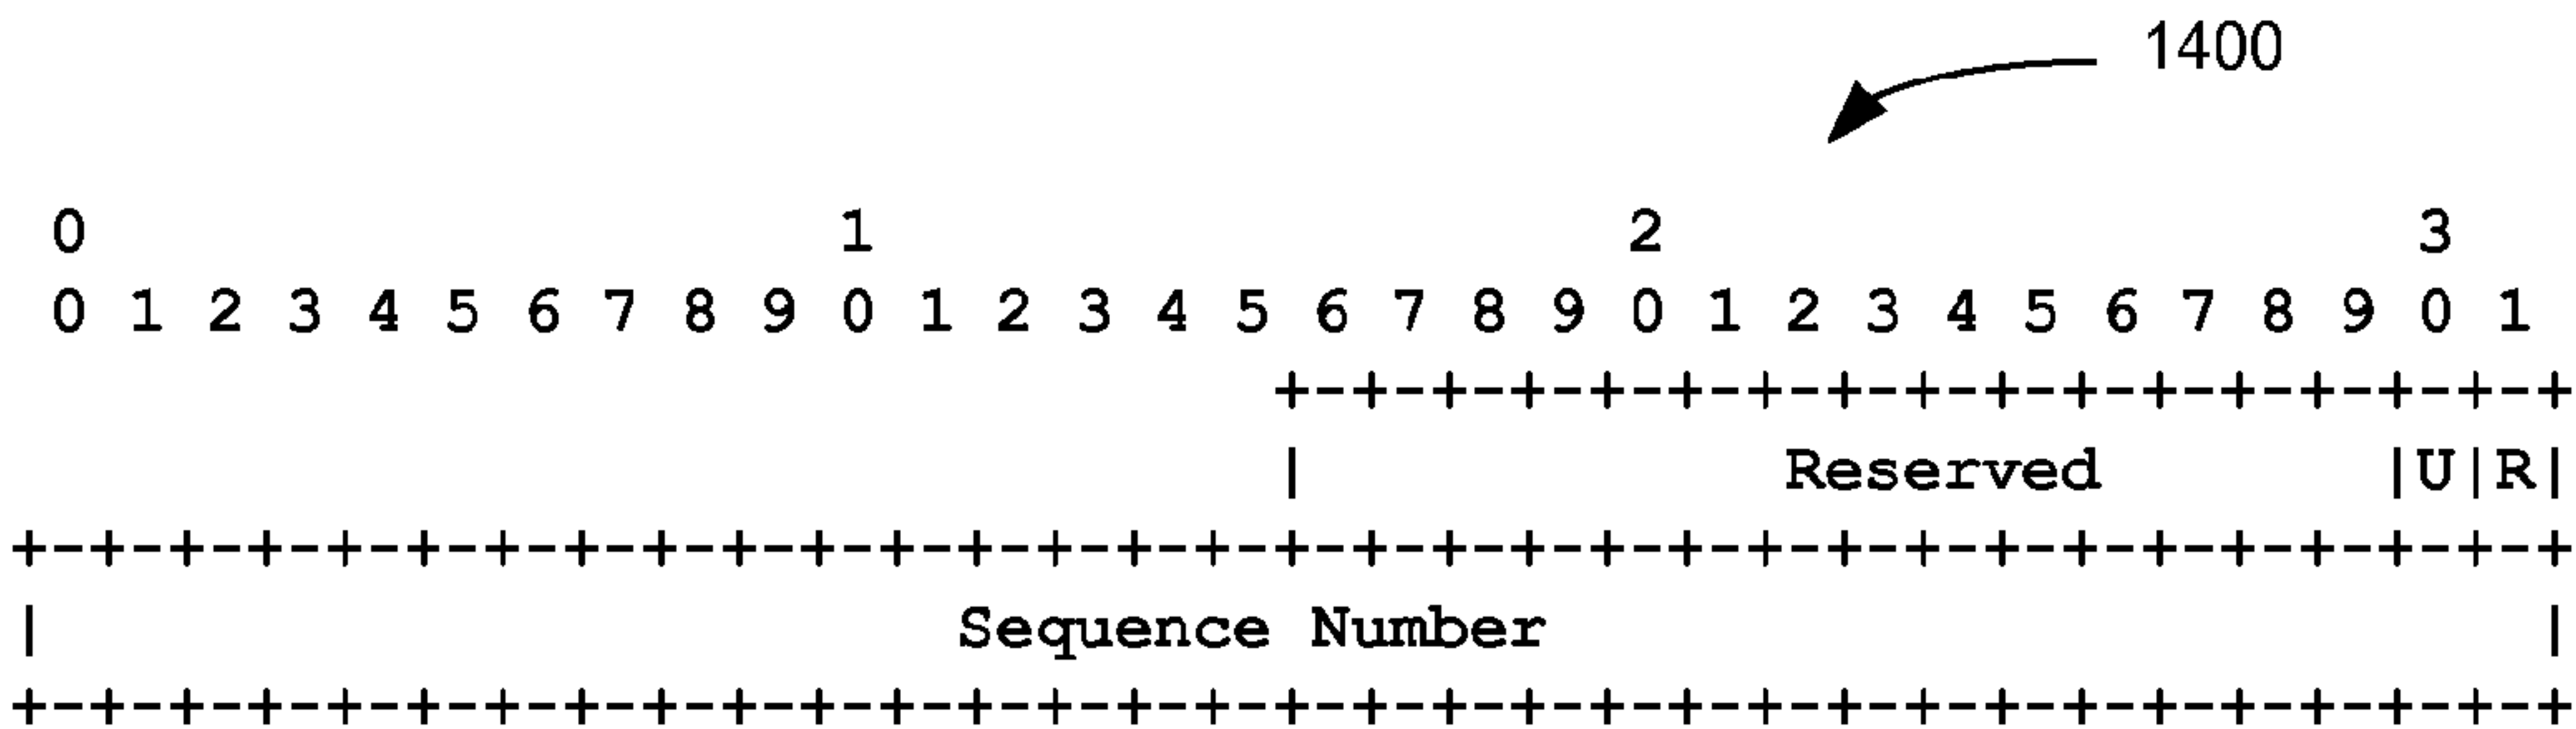 1400
0 1 2 3
0 1 2 3 4 5 6 7 8 9 0 1 2 3 4 5 6 7 8 9 0 1 2 3 4 5 6 7 8 9 0 1
+-+-+-+-+-+-+-+-+-+-+-+-+-+-+-+-+
| Reserved |U|R|
+-+-+-+-+-+-+-+-+-+-+-+-+-+-+-+-+-+-+-+-+-+-+-+-+-+-+-+-+-+-+-+-+
| Sequence Number |
+-+-+-+-+-+-+-+-+-+-+-+-+-+-+-+-+-+-+-+-+-+-+-+-+-+-+-+-+-+-+-+-+